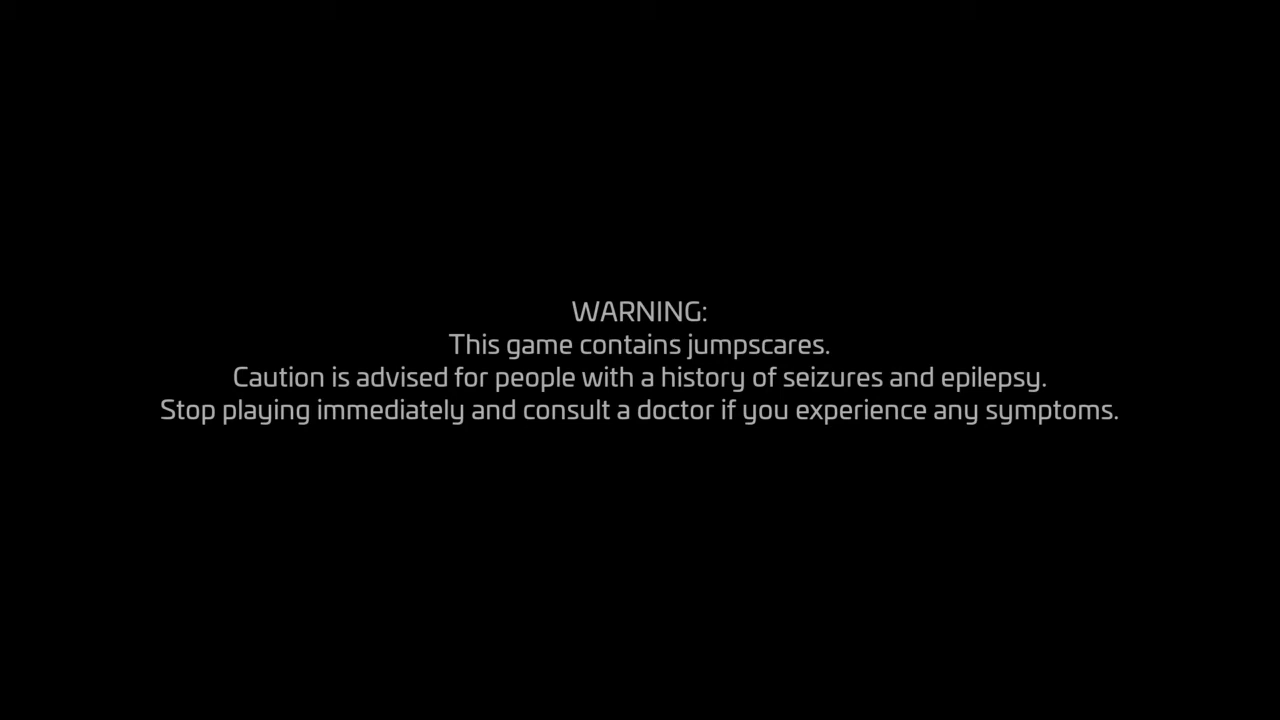 WARNING:
This game contains jumpscares.
Caution is advised for people with a history of seizures and epilepsy.
Stop playing immediately and consult a doctor if you experience any symptoms.